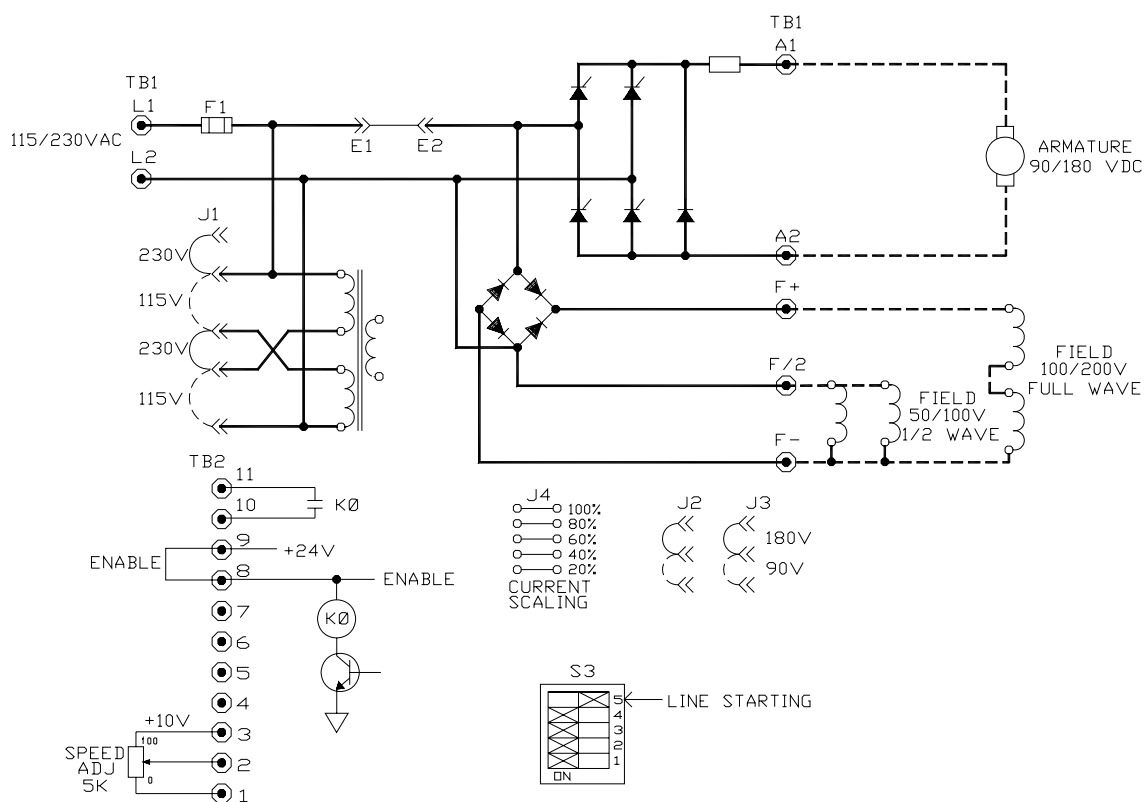 TB1
A1
TB1
L1
F1
115/230VAC
E1
E2
L2
ARMATURE
90/180 VDC
J1
230V
115V
230V
115V
A2
F+
F/2
F-
FIELD
100/200V
FULL WAVE
FIELD
50/100V
1/2 WAVE
TB2
11
10
KØ
9
+24V
ENABLE
8
ENABLE
7
KØ
6
5
4
+10V
3
100
SPEED
ADJ
5K
2
0
1
J4
100%
80%
60%
40%
20%
CURRENT
SCALING
J2
J3
180V
90V
S3
5
LINE STARTING
4
3
2
1
ON